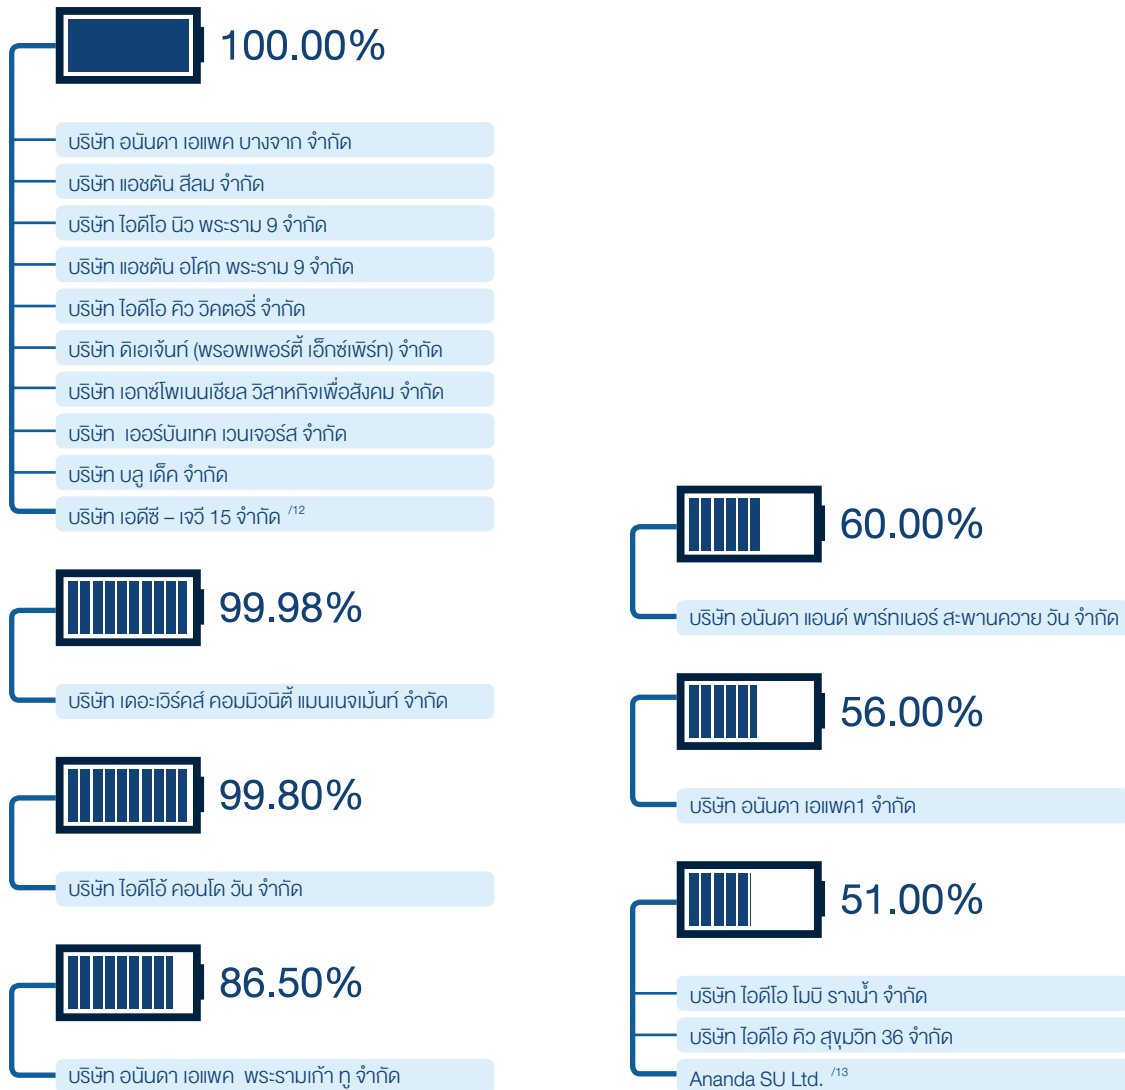 100.00%
บริษัท อนันดา เอแพค บางจาก จำกัด
บริษัท แอชตัน สีลม จำกัด
บริษัท ไอดีโอ นิว พระราม 9 จำกัด
บริษัท แอชตัน อโศก พระราม 9 จำกัด
บริษัท ไอดีโอ คิว วิคตอรี่ จำกัด
บริษัท ดิเอเจ้นท์ (พรอพเพอร์ตี้ เอ็กซ์เพิร์ท) จำกัด
บริษัท เอกซ์โพเนนเชียล วิสาหกิจเพื่อสังคม จำกัด
บริษัท เออร์บันเทค เวนเจอร์ส จำกัด
บริษัท บลู เด็ค จำกัด
บริษัท เอดีซี – เจวี 15 จำกัด /12
99.98%
บริษัท เดอะเวิร์คส์ คอมมิวนิตี้ แมนเนจเม้นท์ จำกัด
99.80%
บริษัท ไอดีโอ้ คอนโด วัน จำกัด
86.50%
บริษัท อนันดา เอแพค พระรามเก้า ทู จำกัด
60.00%
บริษัท อนันดา แอนด์ พาร์ทเนอร์ สะพานควาย วัน จำกัด
56.00%
บริษัท อนันดา เอแพค1 จำกัด
51.00%
บริษัท ไอดีโอ โมบิ รางน้ำ จำกัด
บริษัท ไอดีโอ คิว สุขุมวิท 36 จำกัด
Ananda SU Ltd. /13